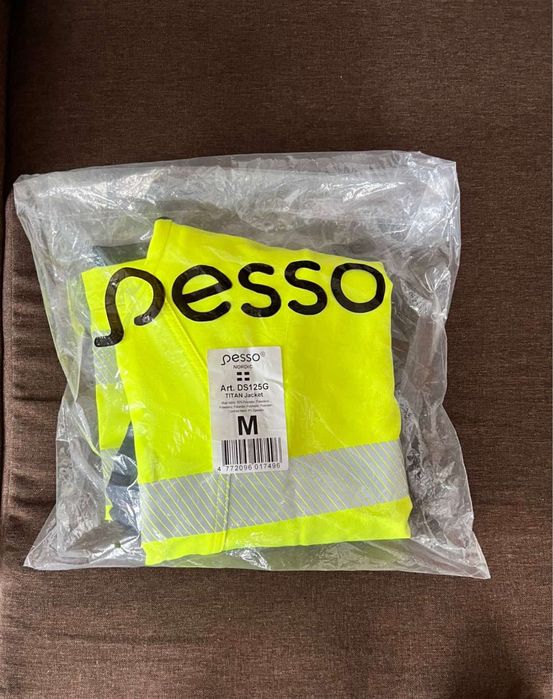 pesso
pesso®
NORDIC
Art. DS125G
TITAN Jacket
M
4 772096 017496